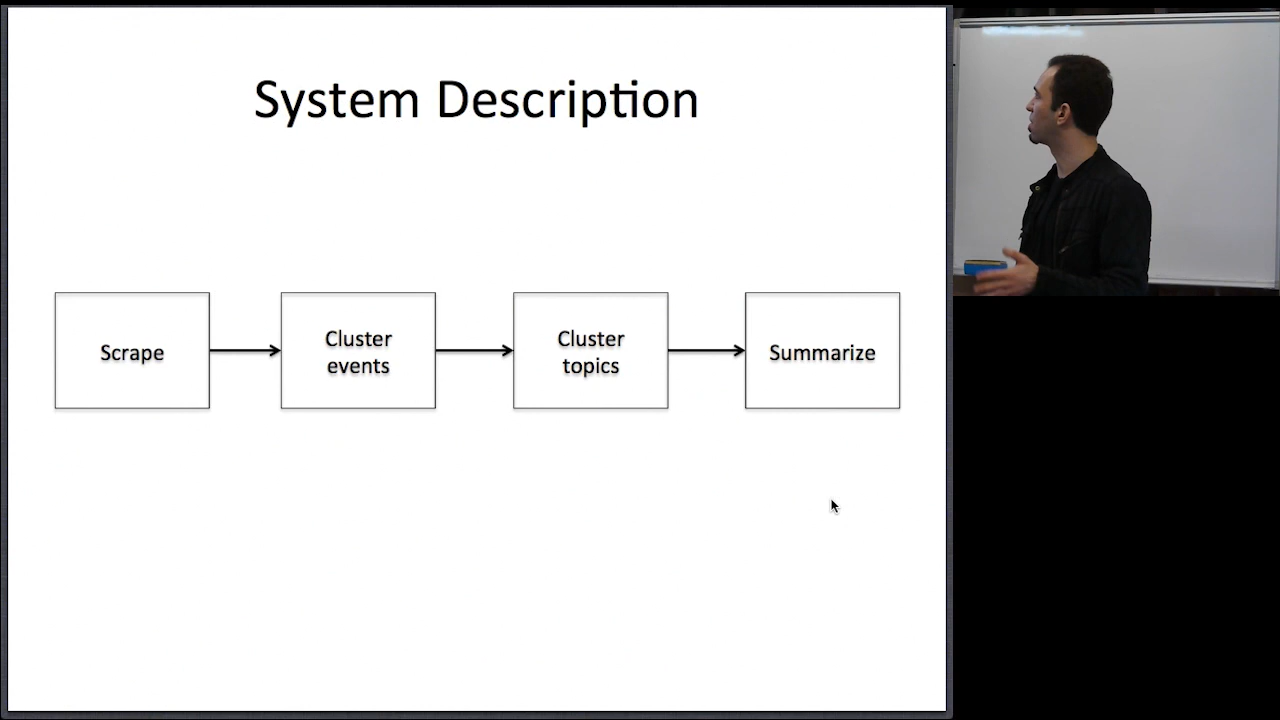 System Description
Scrape
Cluster
events
Cluster
topics
Summarize